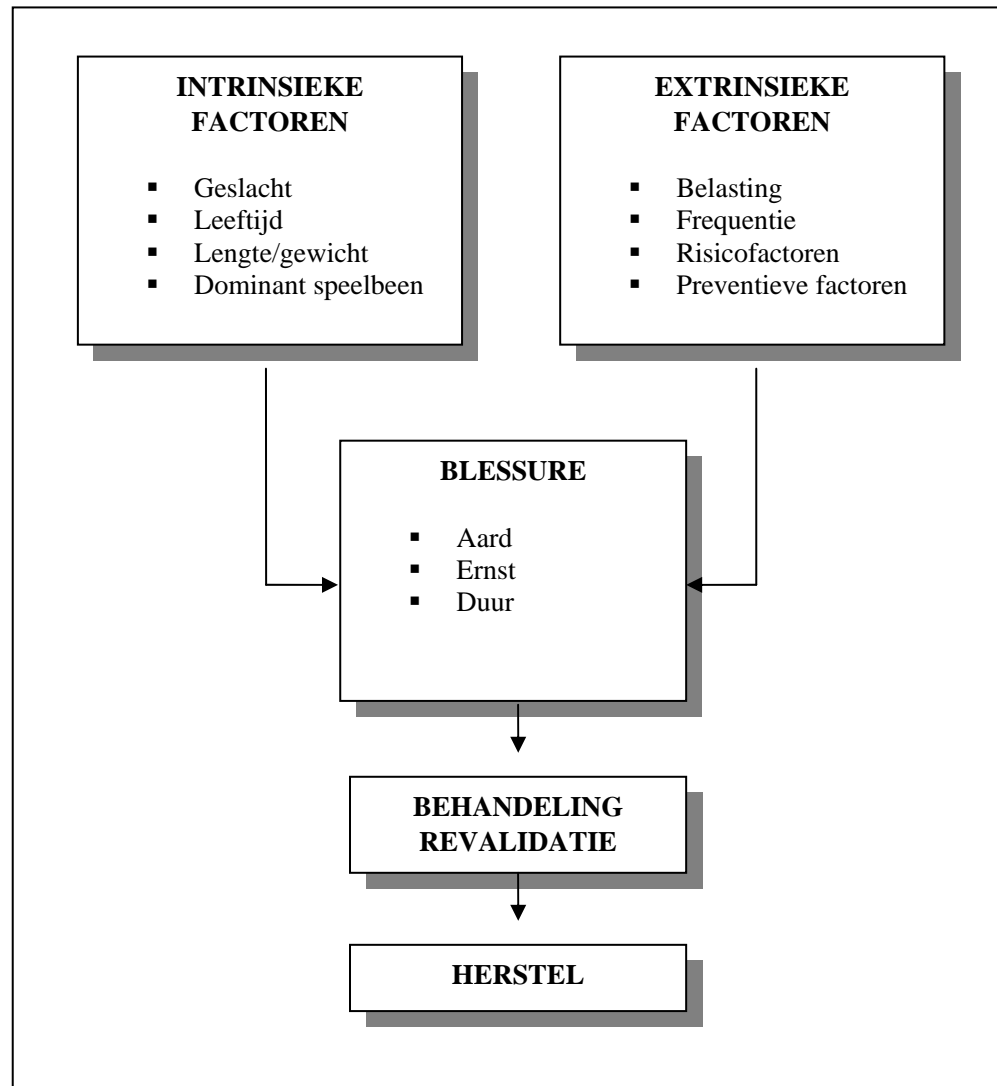 INTRINSIEKE
FACTOREN
▪ Geslacht
▪ Leeftijd
▪ Lengte/gewicht
▪ Dominant speelbeen
EXTRINSIEKE
FACTOREN
▪ Belasting
▪ Frequentie
▪ Risicofactoren
▪ Preventieve factoren
BLESSURE
▪ Aard
▪ Ernst
▪ Duur
BEHANDELING
REVALIDATIE
HERSTEL